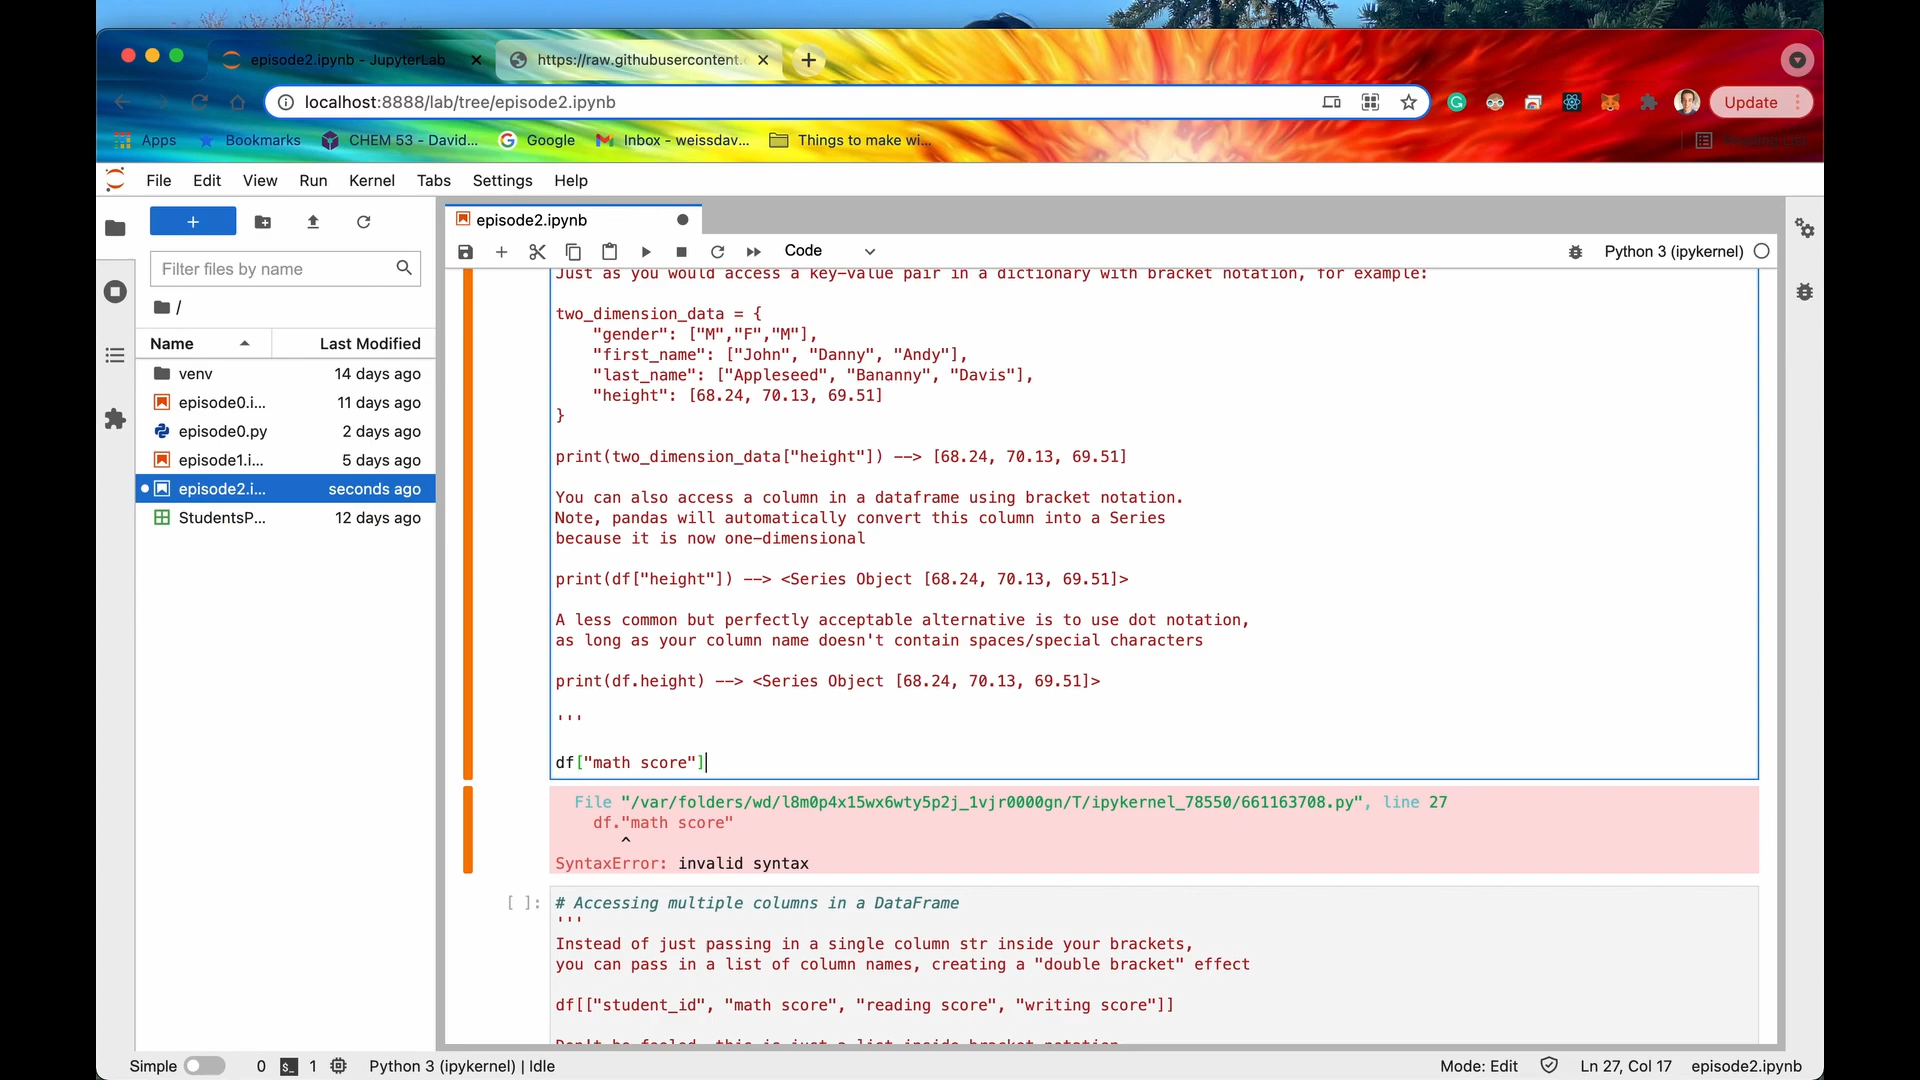 episode2.ipynb - JupyterLab
https://raw.githubusercontent.
localhost:8888/lab/tree/episode2.ipynb
Update
Apps
Bookmarks
CHEM 53 - David...
Google
Inbox - weissdav...
Things to make wi...
Reading List
File Edit View Run Kernel Tabs Settings Help
+
Filter files by name
/
Name Last Modified
venv 14 days ago
episode0.i... 11 days ago
episode0.py 2 days ago
episode1.i... 5 days ago
episode2.i... seconds ago
StudentsP... 12 days ago
episode2.ipynb
Code
Python 3 (ipykernel)
Just as you would access a key-value pair in a dictionary with bracket notation, for example:
two_dimension_data = {
"gender": ["M","F","M"],
"first_name": ["John", "Danny", "Andy"],
"last_name": ["Appleseed", "Bananny", "Davis"],
"height": [68.24, 70.13, 69.51]
}
print(two_dimension_data["height"]) --> [68.24, 70.13, 69.51]
You can also access a column in a dataframe using bracket notation.
Note, pandas will automatically convert this column into a Series
because it is now one-dimensional
print(df["height"]) --> <Series Object [68.24, 70.13, 69.51]>
A less common but perfectly acceptable alternative is to use dot notation,
as long as your column name doesn't contain spaces/special characters
print(df.height) --> <Series Object [68.24, 70.13, 69.51]>
'''
df["math score"]
File "/var/folders/wd/l8m0p4x15wx6wty5p2j_1vjr0000gn/T/ipykernel_78550/661163708.py", line 27
df."math score"
^
SyntaxError: invalid syntax
[ ]:
# Accessing multiple columns in a DataFrame
'''
Instead of just passing in a single column str inside your brackets,
you can pass in a list of column names, creating a "double bracket" effect
df[["student_id", "math score", "reading score", "writing score"]]
Don't be fooled, this is just a list inside bracket notation
Simple 0 $_ 1 Python 3 (ipykernel) | Idle
Mode: Edit Ln 27, Col 17 episode2.ipynb